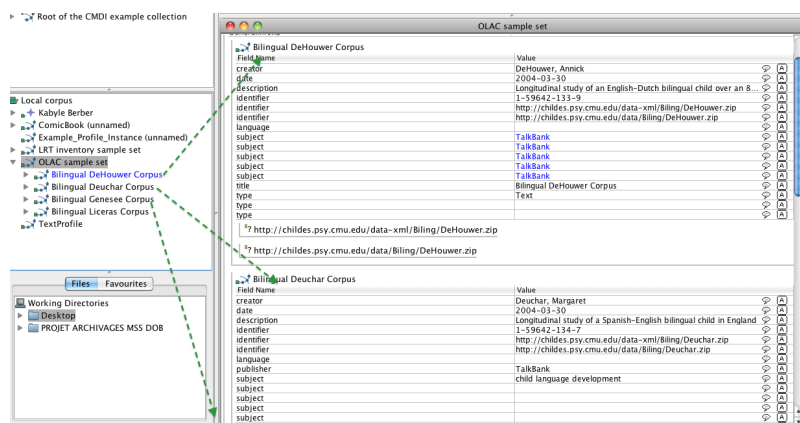 Root of the CMDI example collection
Local corpus
Kabyle Berber
ComicBook (unnamed)
Example_Profile_Instance (unnamed)
LRT inventory sample set
OLAC sample set
Bilingual DeHouwer Corpus
Bilingual Deuchar Corpus
Bilingual Genesee Corpus
Bilingual Liceras Corpus
TextProfile
Files Favourites
Working Directories
Desktop
PROJET ARCHIVAGES MSS DOB
OLAC sample set
Bilingual DeHouwer Corpus
Field Name Value
creator DeHouwer, Annick A
date 2004-03-30 A
description Longitudinal study of an English-Dutch bilingual child over an 8... A
identifier 1-59642-133-9 A
identifier http://childes.psy.cmu.edu/data-xml/Biling/DeHouwer.zip A
identifier http://childes.psy.cmu.edu/data/Biling/DeHouwer.zip A
language A
subject TalkBank A
subject TalkBank A
subject TalkBank A
subject TalkBank A
subject TalkBank A
title Bilingual DeHouwer Corpus A
type Text A
type A
type A
? http://childes.psy.cmu.edu/data-xml/Biling/DeHouwer.zip
? http://childes.psy.cmu.edu/data/Biling/DeHouwer.zip
Bilingual Deuchar Corpus
Field Name Value
creator Deuchar, Margaret A
date 2004-03-30 A
description Longitudinal study of a Spanish-English bilingual child in England A
identifier 1-59642-134-7 A
identifier http://childes.psy.cmu.edu/data-xml/Biling/Deuchar.zip A
identifier http://childes.psy.cmu.edu/data/Biling/Deuchar.zip A
language A
publisher TalkBank A
subject child language development A
subject A
subject A
subject A
subject A